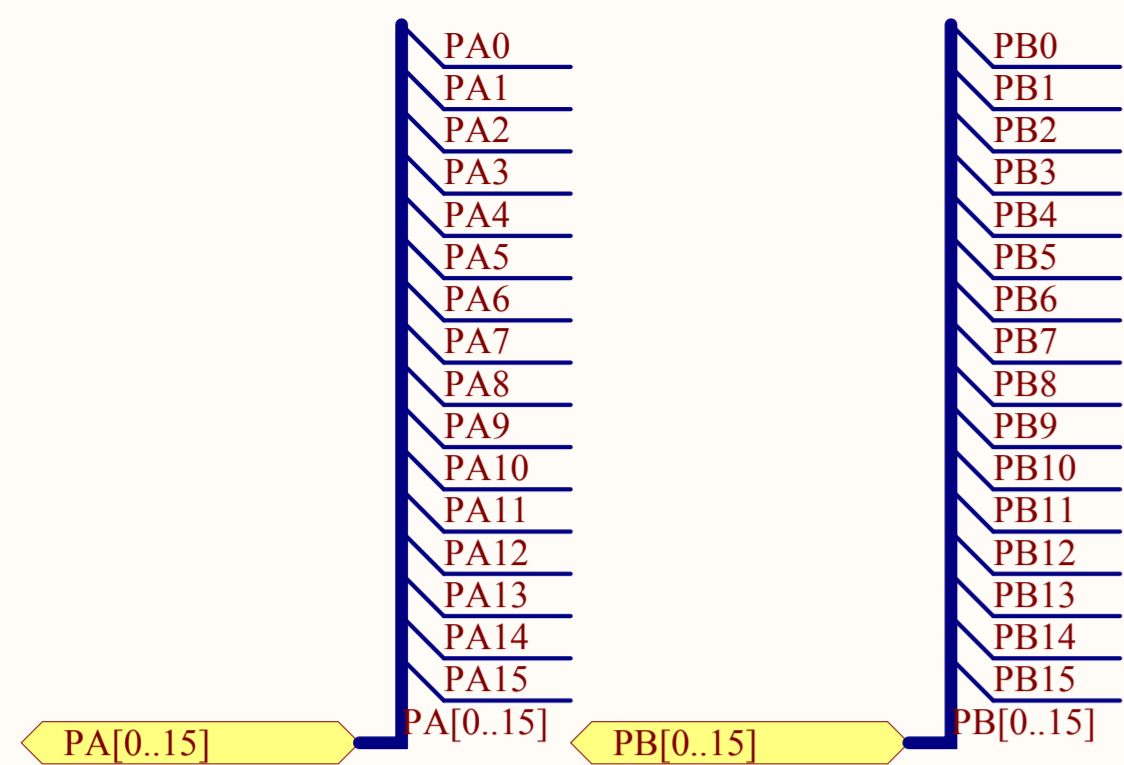 PA0
PA1
PA2
PA3
PA4
PA5
PA6
PA7
PA8
PA9
PA10
PA11
PA12
PA13
PA14
PA15
PA[0..15]
PA[0..15]
PB0
PB1
PB2
PB3
PB4
PB5
PB6
PB7
PB8
PB9
PB10
PB11
PB12
PB13
PB14
PB15
PB[0..15]
PB[0..15]